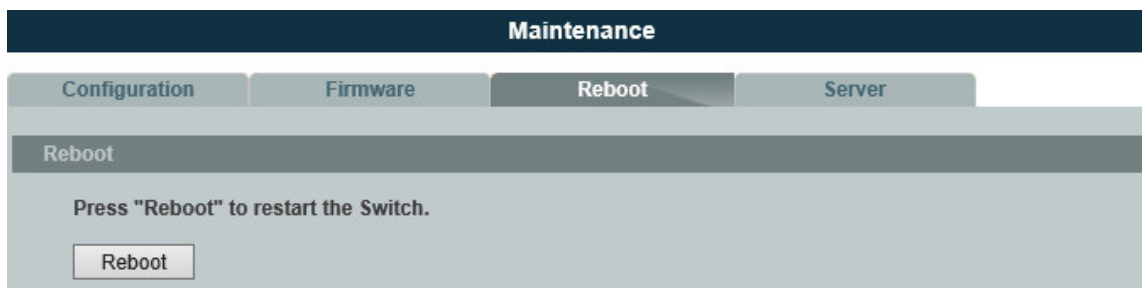 Maintenance
Configuration Firmware Reboot Server
Reboot
Press "Reboot" to restart the Switch.
Reboot